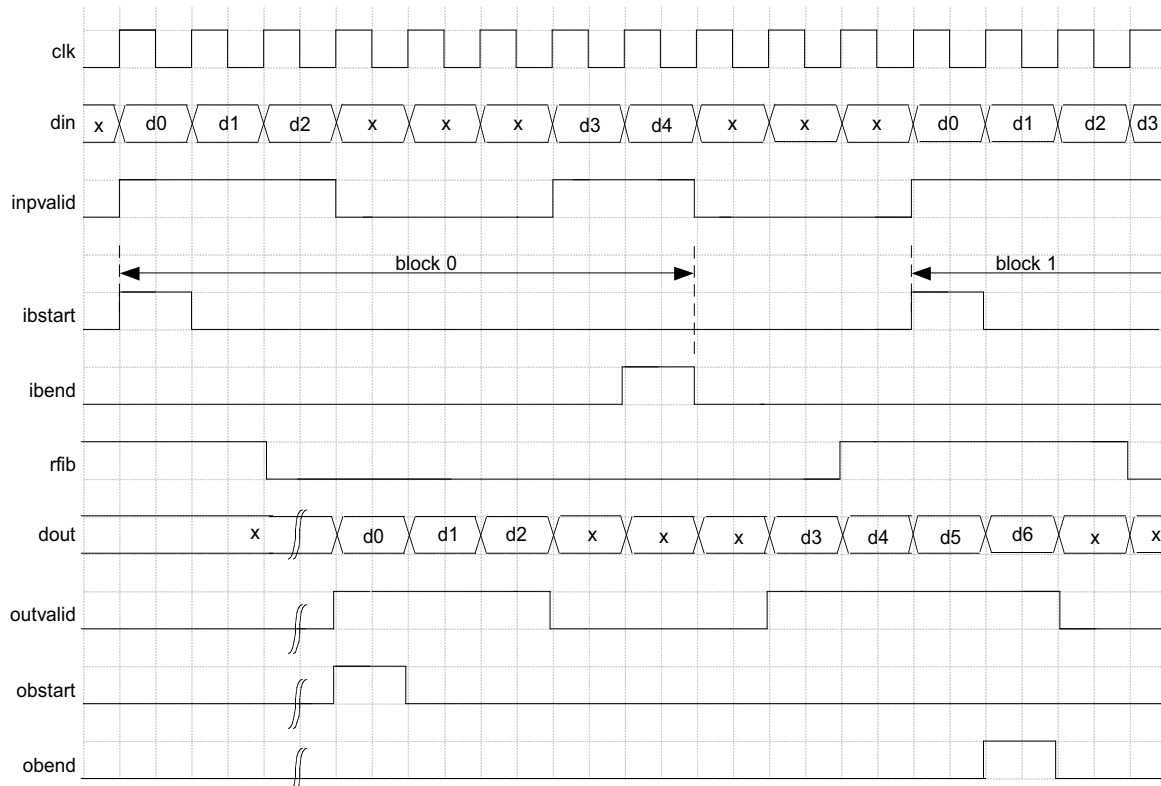 clk
din x d0 d1 d2 x x x d3 d4 x x x d0 d1 d2 d3
inpvalid
block 0 block 1
ibstart
ibend
rfib
dout x d0 d1 d2 x x x d3 d4 d5 d6 x x
outvalid
obstart
obend